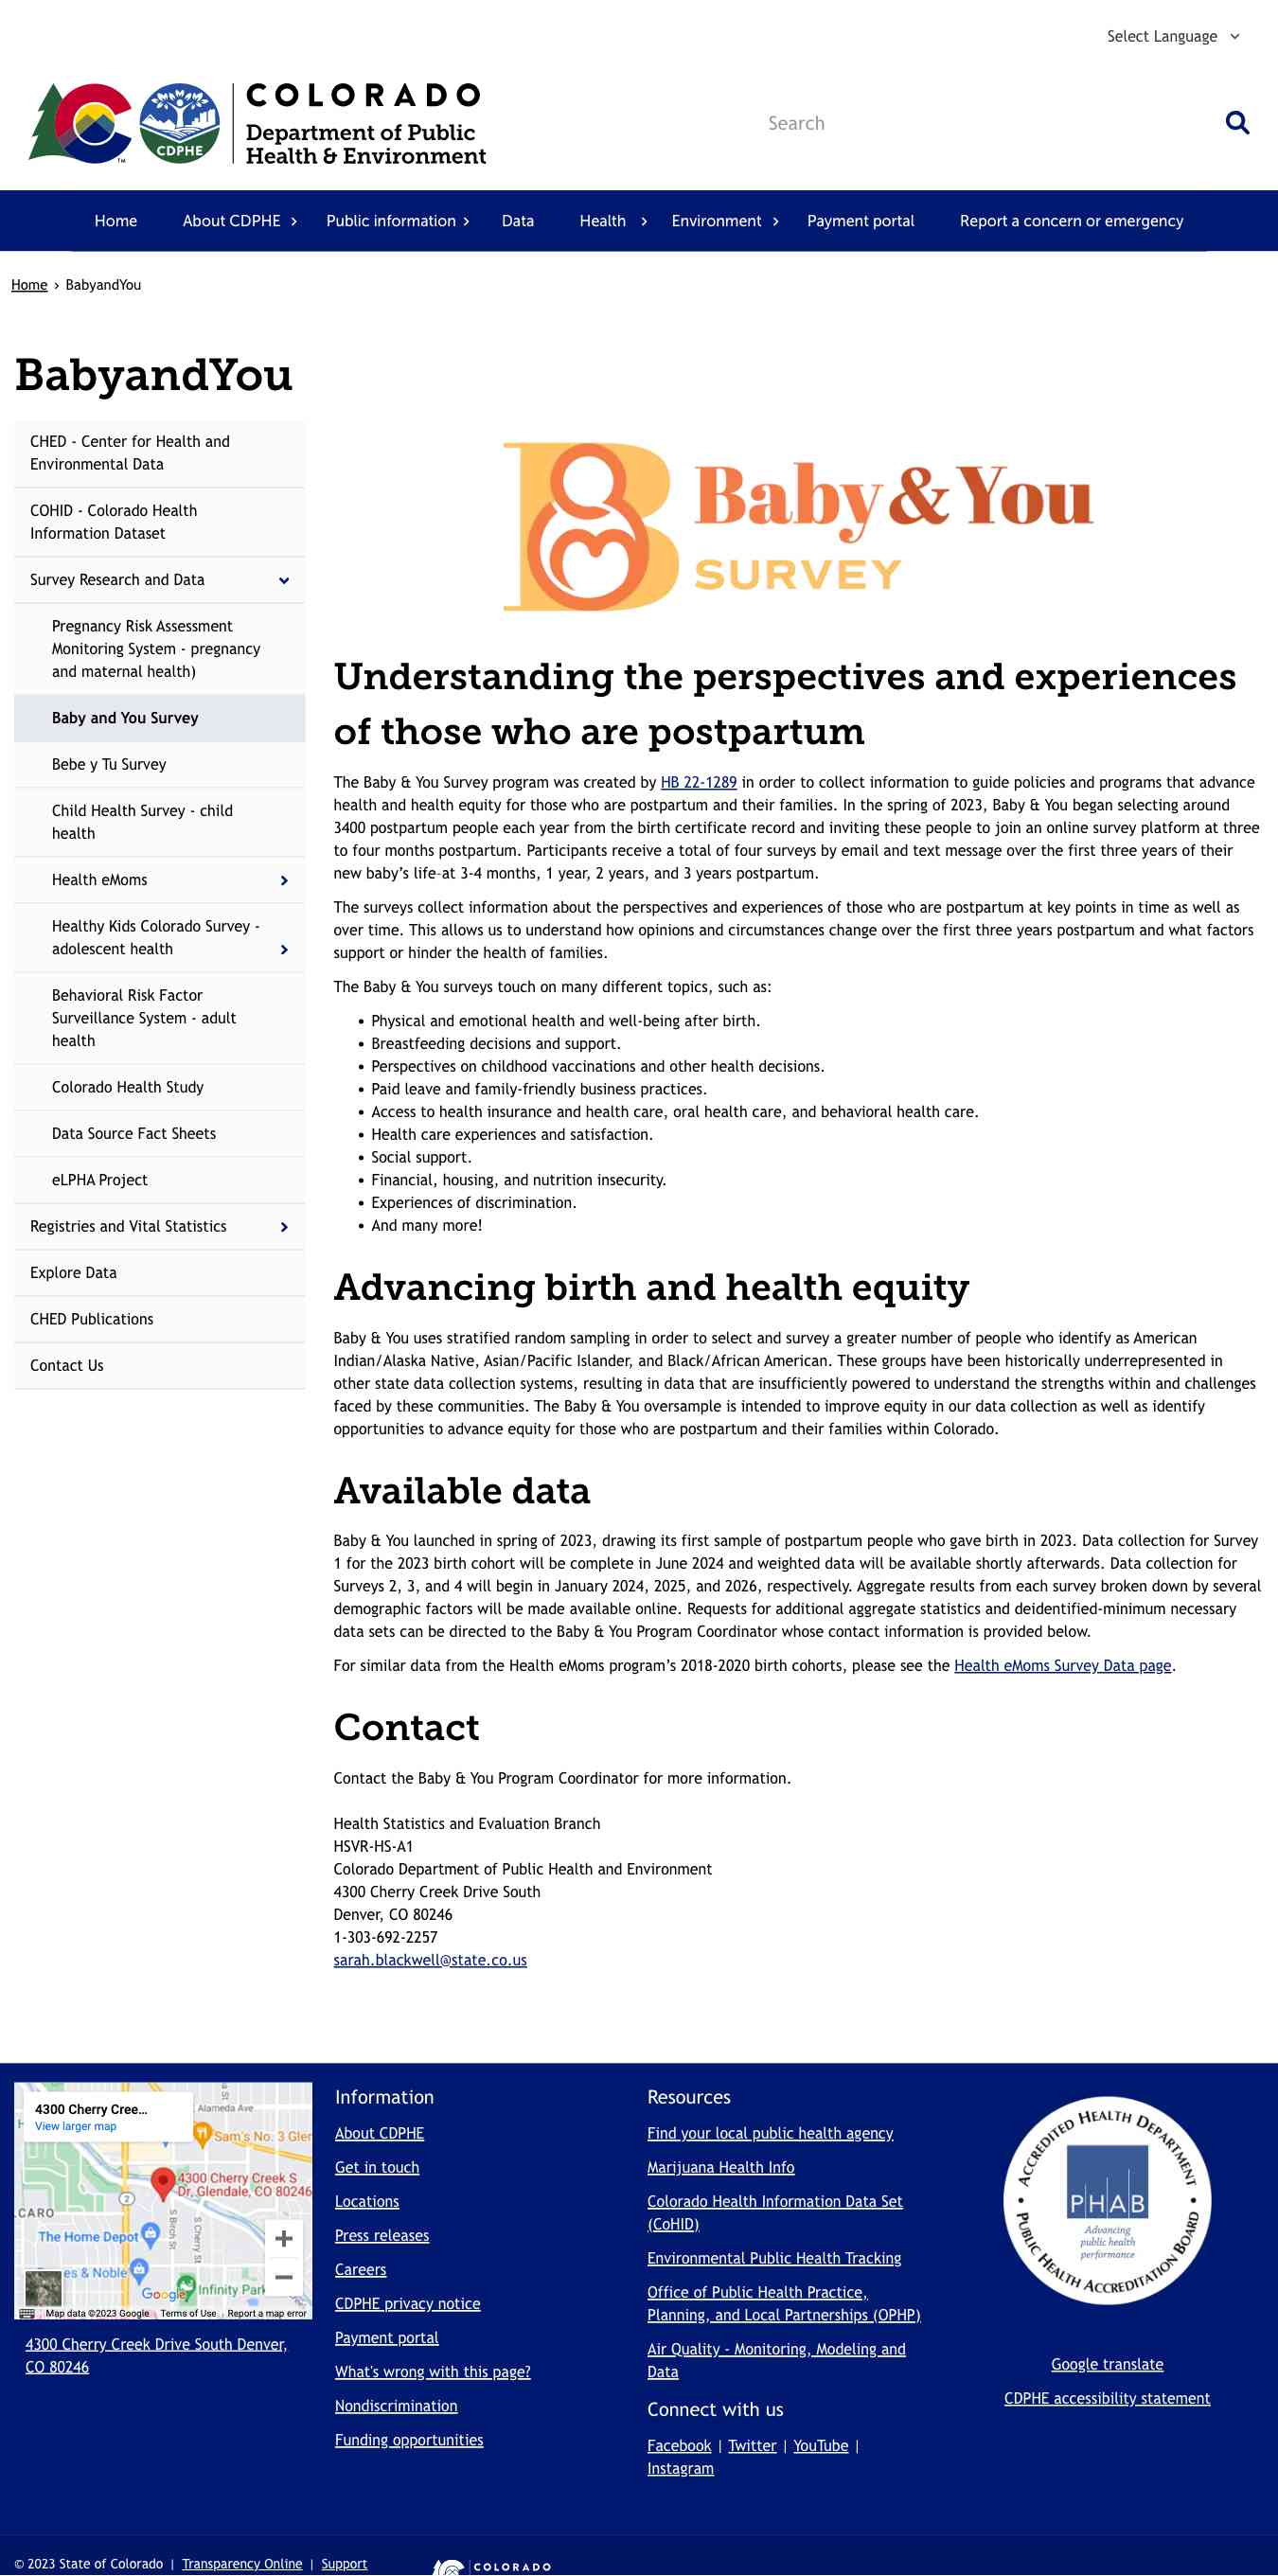 Select Language
COLORADO
Department of Public
Health & Environment
CDPHE
TM
Search
Home
About CDPHE
Public information
Data
Health
Environment
Payment portal
Report a concern or emergency
Home › BabyandYou
BabyandYou
CHED - Center for Health and
Environmental Data
COHID - Colorado Health
Information Dataset
Survey Research and Data
Pregnancy Risk Assessment
Monitoring System - pregnancy
and maternal health)
Baby and You Survey
Bebe y Tu Survey
Child Health Survey - child
health
Health eMoms
Healthy Kids Colorado Survey -
adolescent health
Behavioral Risk Factor
Surveillance System - adult
health
Colorado Health Study
Data Source Fact Sheets
eLPHA Project
Registries and Vital Statistics
Explore Data
CHED Publications
Contact Us
Baby & You
SURVEY
Understanding the perspectives and experiences
of those who are postpartum
The Baby & You Survey program was created by HB 22-1289 in order to collect information to guide policies and programs that advance
health and health equity for those who are postpartum and their families. In the spring of 2023, Baby & You began selecting around
3400 postpartum people each year from the birth certificate record and inviting these people to join an online survey platform at three
to four months postpartum. Participants receive a total of four surveys by email and text message over the first three years of their
new baby’s life–at 3-4 months, 1 year, 2 years, and 3 years postpartum.
The surveys collect information about the perspectives and experiences of those who are postpartum at key points in time as well as
over time. This allows us to understand how opinions and circumstances change over the first three years postpartum and what factors
support or hinder the health of families.
The Baby & You surveys touch on many different topics, such as:
• Physical and emotional health and well-being after birth.
• Breastfeeding decisions and support.
• Perspectives on childhood vaccinations and other health decisions.
• Paid leave and family-friendly business practices.
• Access to health insurance and health care, oral health care, and behavioral health care.
• Health care experiences and satisfaction.
• Social support.
• Financial, housing, and nutrition insecurity.
• Experiences of discrimination.
• And many more!
Advancing birth and health equity
Baby & You uses stratified random sampling in order to select and survey a greater number of people who identify as American
Indian/Alaska Native, Asian/Pacific Islander, and Black/African American. These groups have been historically underrepresented in
other state data collection systems, resulting in data that are insufficiently powered to understand the strengths within and challenges
faced by these communities. The Baby & You oversample is intended to improve equity in our data collection as well as identify
opportunities to advance equity for those who are postpartum and their families within Colorado.
Available data
Baby & You launched in spring of 2023, drawing its first sample of postpartum people who gave birth in 2023. Data collection for Survey
1 for the 2023 birth cohort will be complete in June 2024 and weighted data will be available shortly afterwards. Data collection for
Surveys 2, 3, and 4 will begin in January 2024, 2025, and 2026, respectively. Aggregate results from each survey broken down by several
demographic factors will be made available online. Requests for additional aggregate statistics and deidentified-minimum necessary
data sets can be directed to the Baby & You Program Coordinator whose contact information is provided below.
For similar data from the Health eMoms program’s 2018-2020 birth cohorts, please see the Health eMoms Survey Data page.
Contact
Contact the Baby & You Program Coordinator for more information.
Health Statistics and Evaluation Branch
HSVR-HS-A1
Colorado Department of Public Health and Environment
4300 Cherry Creek Drive South
Denver, CO 80246
1-303-692-2257
sarah.blackwell@state.co.us
4300 Cherry Cree...
View larger map
Alameda Ave
Sam's No. 3 Gler
4300 Cherry Creek S
Dr, Glendale, CO 80246
2
LCARO
The Home Depot
S Birch St
S Cherry St
es & Noble
Google
Infinity Park
Map data ©2023 Google
Terms of Use
Report a map error
4300 Cherry Creek Drive South Denver,
CO 80246
Information
About CDPHE
Get in touch
Locations
Press releases
Careers
CDPHE privacy notice
Payment portal
What's wrong with this page?
Nondiscrimination
Funding opportunities
Resources
Find your local public health agency
Marijuana Health Info
Colorado Health Information Data Set
(CoHID)
Environmental Public Health Tracking
Office of Public Health Practice,
Planning, and Local Partnerships (OPHP)
Air Quality - Monitoring, Modeling and
Data
Connect with us
Facebook | Twitter | YouTube |
Instagram
ACCREDITED HEALTH DEPARTMENT
PHAB
Advancing
public health
performance
PUBLIC HEALTH ACCREDITATION BOARD
Google translate
CDPHE accessibility statement
© 2023 State of Colorado | Transparency Online | Support
COLORADO